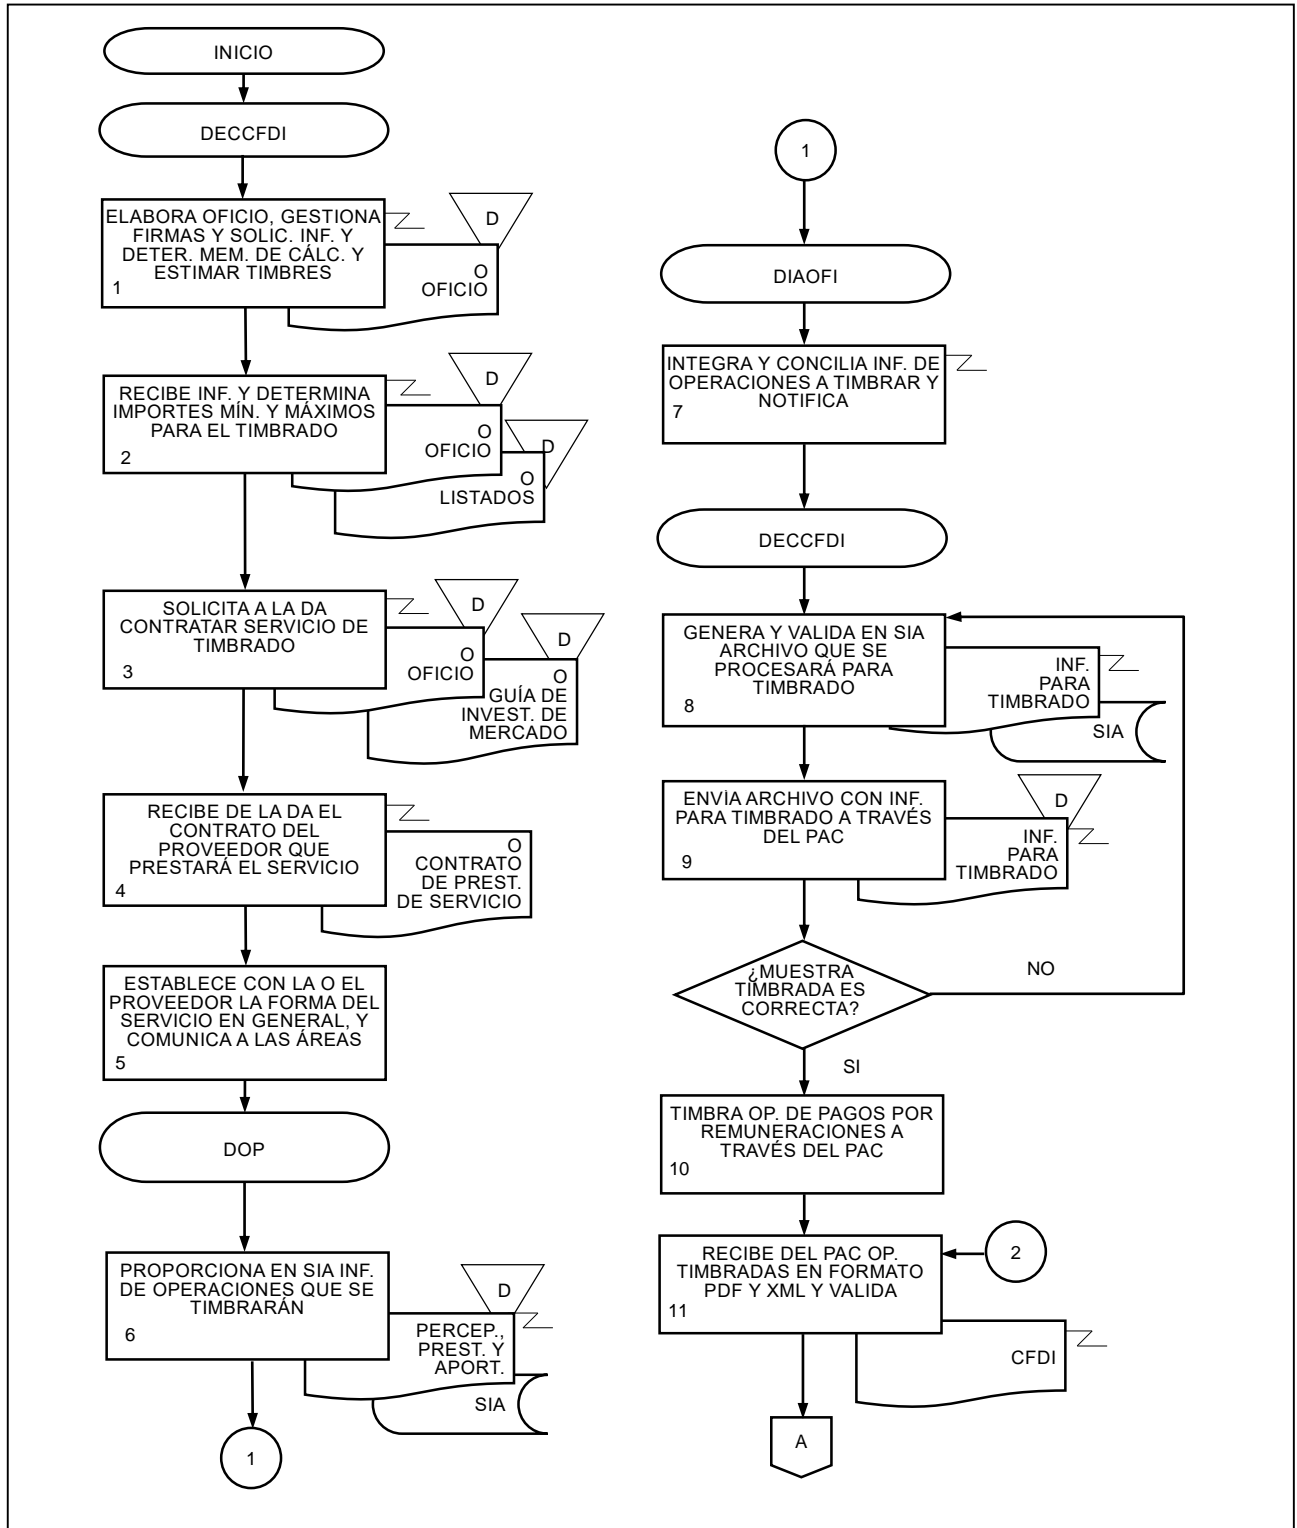 INICIO
DECCFDI
ELABORA OFICIO, GESTIONA
FIRMAS Y SOLIC. INF. Y
DETER. MEM. DE CÁLC. Y
ESTIMAR TIMBRES
1
D
O
OFICIO
RECIBE INF. Y DETERMINA
IMPORTES MÍN. Y MÁXIMOS
PARA EL TIMBRADO
2
D
O
OFICIO
D
O
LISTADOS
SOLICITA A LA DA
CONTRATAR SERVICIO DE
TIMBRADO
3
D
O
OFICIO
D
O
GUÍA DE
INVEST. DE
MERCADO
RECIBE DE LA DA EL
CONTRATO DEL
PROVEEDOR QUE
PRESTARÁ EL SERVICIO
4
O
CONTRATO
DE PREST.
DE SERVICIO
ESTABLECE CON LA O EL
PROVEEDOR LA FORMA DEL
SERVICIO EN GENERAL, Y
COMUNICA A LAS ÁREAS
5
DOP
PROPORCIONA EN SIA INF.
DE OPERACIONES QUE SE
TIMBRARÁN
6
D
PERCEP.,
PREST. Y
APORT.
SIA
1
1
DIAOFI
INTEGRA Y CONCILIA INF. DE
OPERACIONES A TIMBRAR Y
NOTIFICA
7
DECCFDI
GENERA Y VALIDA EN SIA
ARCHIVO QUE SE
PROCESARÁ PARA
TIMBRADO
8
INF.
PARA
TIMBRADO
SIA
ENVÌA ARCHIVO CON INF.
PARA TIMBRADO A TRAVÉS
DEL PAC
9
D
INF.
PARA
TIMBRADO
¿MUESTRA
TIMBRADA ES
CORRECTA?
NO
SI
TIMBRA OP. DE PAGOS POR
REMUNERACIONES A
TRAVÉS DEL PAC
10
RECIBE DEL PAC OP.
TIMBRADAS EN FORMATO
PDF Y XML Y VALIDA
11
2
CFDI
A